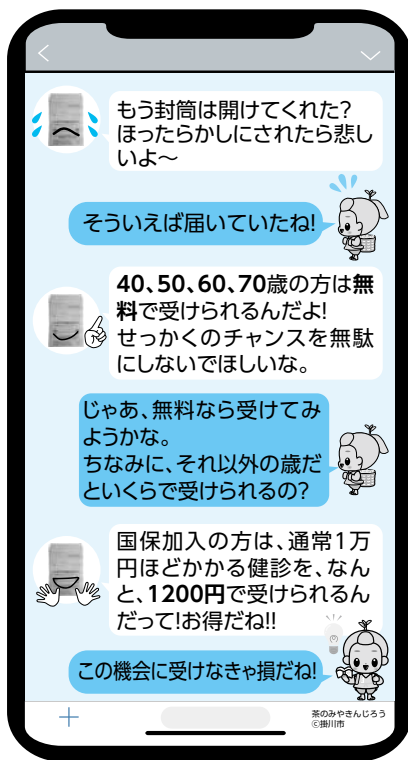 もう封筒は開けてくれた?
ほったらかしにされたら悲し
いよ〜
そういえば届いていたね!
40、50、60、70歳の方は無
料で受けられるんだよ!
せっかくのチャンスを無駄
にしないでほしいな。
じゃあ、無料なら受けてみ
ようかな。
ちなみに、それ以外の歳だ
といくらで受けられるの?
国保加入の方は、通常1万
円ほどかかる健診を、なん
と、1200円で受けられるん
だって!お得だね!!
この機会に受けなきゃ損だね!
茶のみやきんじろう
©掛川市